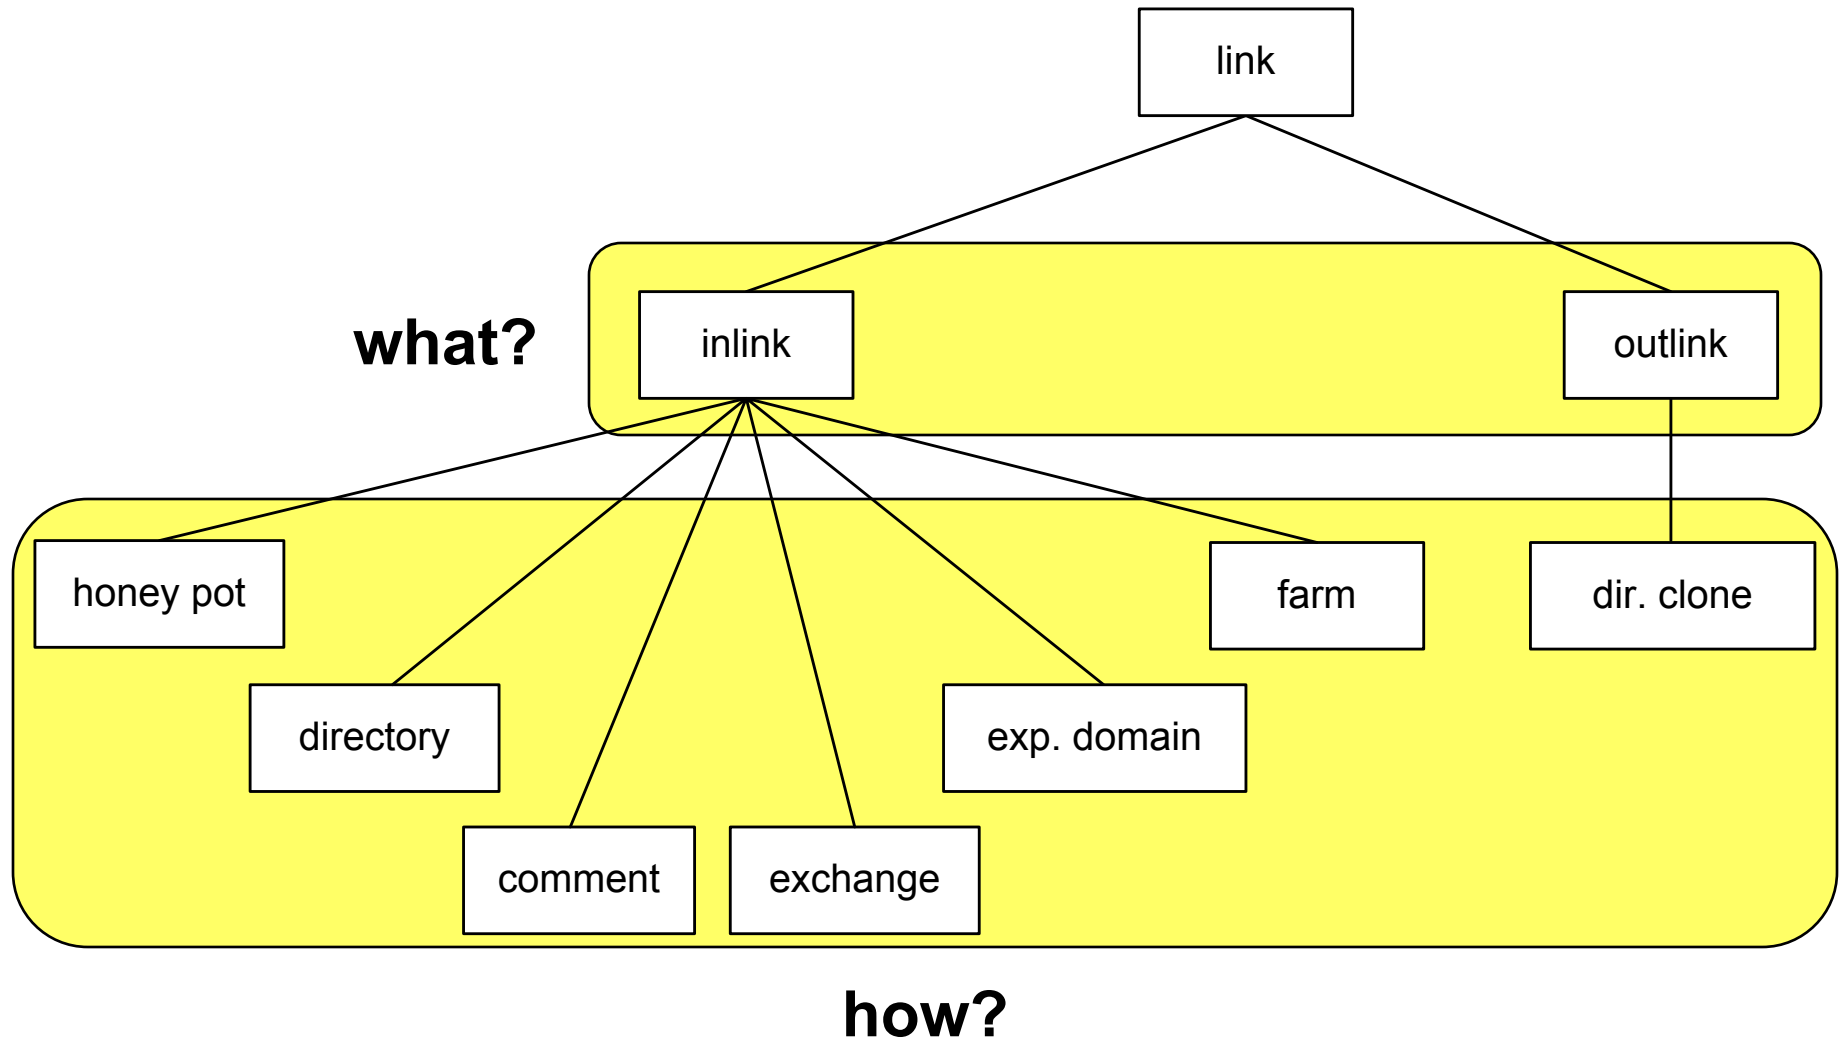 link
what?
inlink
outlink
honey pot
farm
dir. clone
directory
exp. domain
comment
exchange
how?